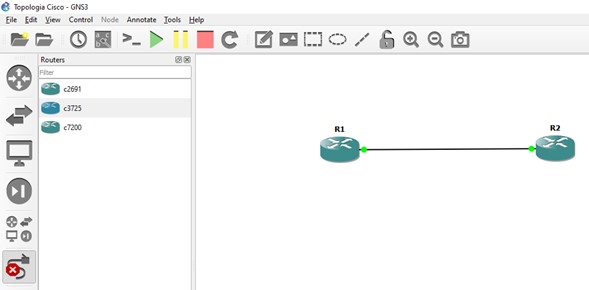 Topologia Cisco - GNS3
File Edit View Control Node Annotate Tools Help
Routers
Filter
c2691
c3725
c7200
R1
R2